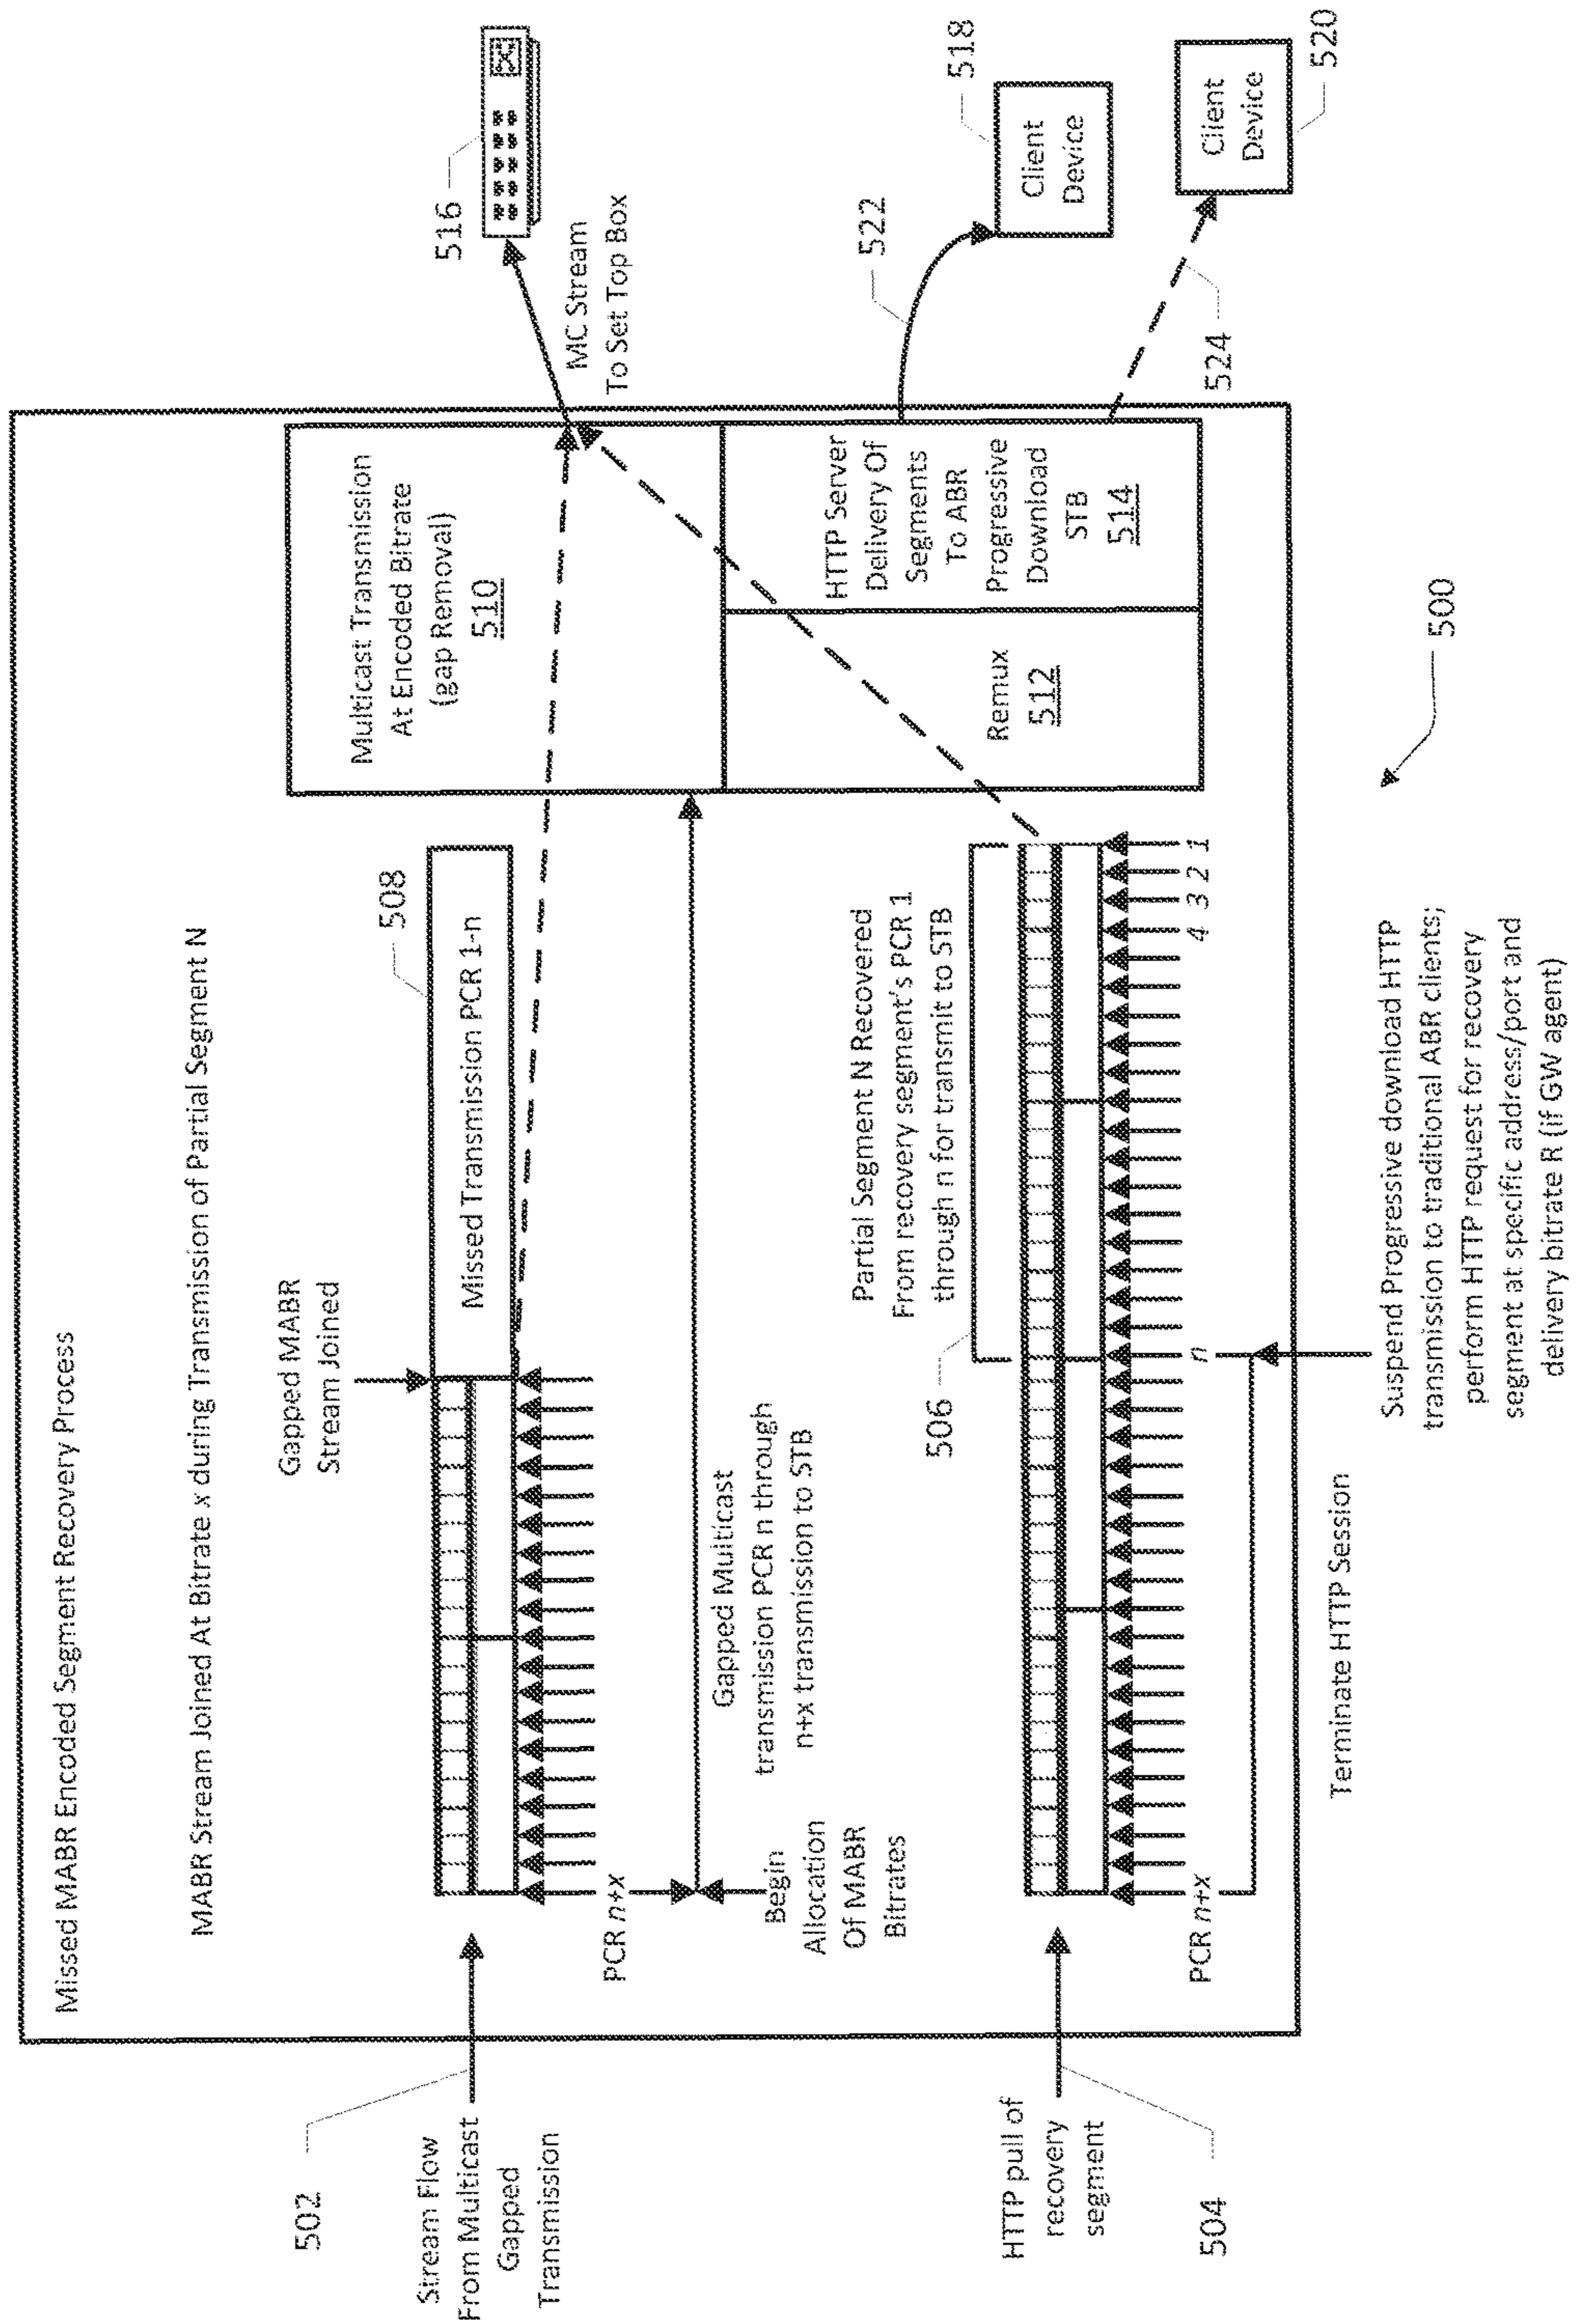 Missed MABR Encoded Segment Recovery Process
MABR Stream Joined At Bitrate x during Transmission of Partial Segment N
502
Stream Flow
From Multicast
Gapped
Transmission
Gapped MABR
Stream Joined
508
Missed Transmission PCR 1-n
PCR n+x
Begin
Allocation
Of MABR
Bitrates
Gapped Multicast
transmission PCR n through
n+x transmission to STB
Multicast Transmission
At Encoded Bitrate
(gap Removal)
510
516
MC Stream
To Set Top Box
HTTP pull of
recovery
segment
504
506
Partial Segment N Recovered
From recovery segment's PCR 1
through n for transmit to STB
PCR n+x
n
4 3 2 1
Remux
512
HTTP Server
Delivery Of
Segments
To ABR
Progressive
Download
STB
514
522
518
Client
Device
524
Client
Device
520
Terminate HTTP Session
Suspend Progressive download HTTP
transmission to traditional ABR clients;
perform HTTP request for recovery
segment at specific address/port and
delivery bitrate R (if GW agent)
500